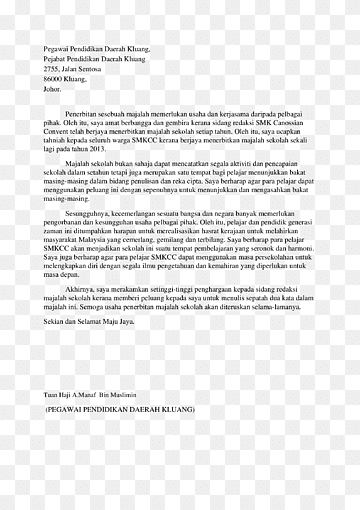 Pegawai Pendidikan Daerah Kluang,
Pejabat Pendidikan Daerah Kluang
2755, Jalan Sentosa
86000 Kluang,
Johor.
Penerbitan sesebuah majalah memerlukan usaha dan kerjasama daripada pelbagai
pihak. Oleh itu, saya amat berbangga dan gembira kerana sidang redaksi SMK Canossian
Convent telah berjaya menerbitkan majalah sekolah setiap tahun. Oleh itu, saya ucapkan
tahniah kepada seluruh warga SMKCC kerana berjaya menerbitkan majalah sekolah sekali
lagi pada tahun 2013.
Majalah sekolah bukan sahaja dapat mencatatkan segala aktiviti dan pencapaian
sekolah dalam setahun tetapi juga merupakan satu tempat bagi pelajar menunjukkan bakat
masing-masing dalam bidang penulisan dan reka cipta. Saya berharap agar para pelajar dapat
menggunakan peluang ini dengan sepenuhnya untuk menunjukkan dan mengasahkan bakat
masing-masing.
Sesungguhnya, kecemerlangan sesuatu bangsa dan negara banyak memerlukan
pengorbanan dan kesungguhan usaha pelbagai pihak. Oleh itu, pelajar dan pendidik generasi
zaman ini ditumpahkan harapan untuk merealisasikan hasrat kerajaan untuk melahirkan
masyarakat Malaysia yang cemerlang, gemilang dan terbilang. Saya berharap para pelajar
SMKCC akan menjadikan sekolah ini suatu tempat pembelajaran yang seronok dan harmoni.
Saya juga berharap agar para pelajar SMKCC dapat menggunakan masa persekolahan untuk
melengkapkan diri dengan segala ilmu pengetahuan dan kemahiran yang diperlukan untuk
masa depan.
Akhirnya, saya merakamkan setinggi-tinggi penghargaan kepada sidang redaksi
majalah sekolah kerana memberi peluang kepada saya untuk menulis sepatah dua kata dalam
majalah ini. Semoga usaha penerbitan majalah sekolah akan diteruskan selama-lamanya.
Sekian dan Selamat Maju Jaya.
Tuan Haji A.Manaf Bin Muslimin
(PEGAWAI PENDIDIKAN DAERAH KLUANG)